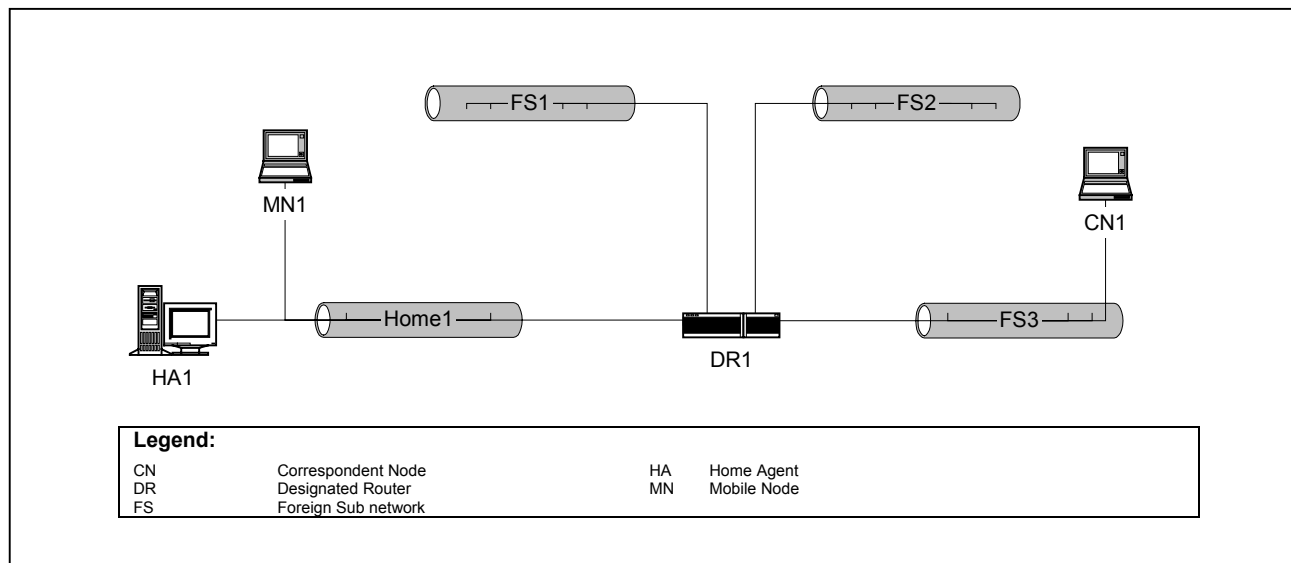 FS1
FS2
MN1
CN1
Home1
FS3
HA1
DR1
Legend:
CN Correspondent Node HA Home Agent
DR Designated Router MN Mobile Node
FS Foreign Sub network